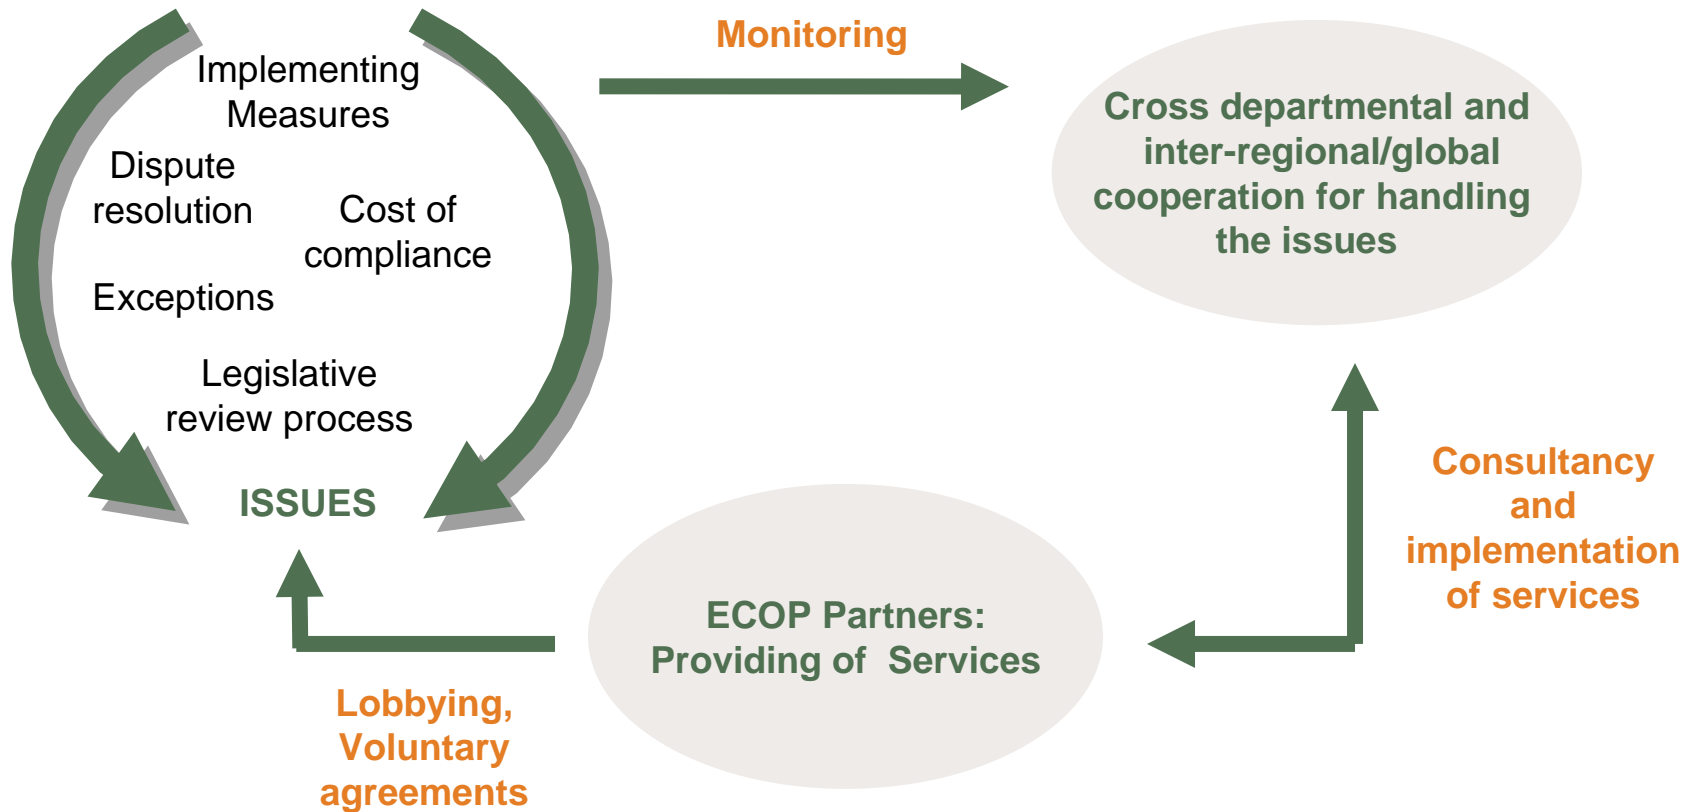 Implementing
Measures
Dispute
resolution
Cost of
compliance
Exceptions
Legislative
review process
ISSUES
Monitoring
Cross departmental and
inter-regional/global
cooperation for handling
the issues
Consultancy
and
implementation
of services
ECOP Partners:
Providing of  Services
Lobbying,
Voluntary
agreements